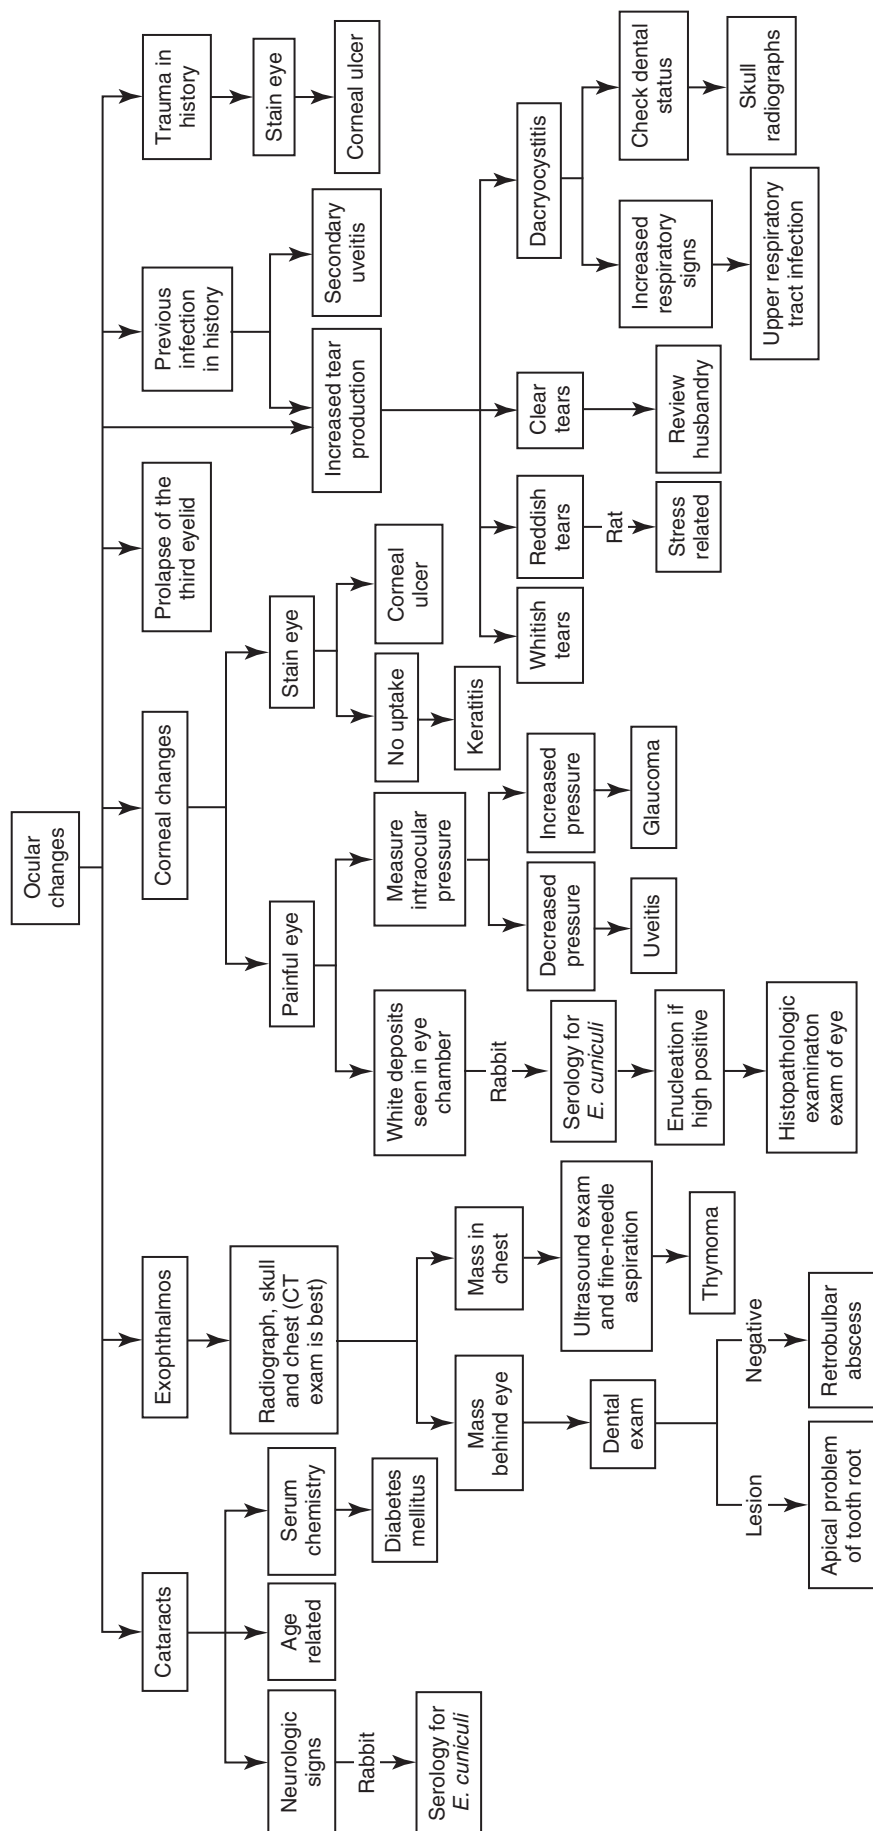 Ocular
changes
Cataracts
Exophthalmos
Corneal changes
Prolapse of the
third eyelid
Previous
infection
in history
Trauma in
history
Neurologic
signs
Rabbit
Serology for
E. cuniculi
Age
related
Serum
chemistry
Diabetes
mellitus
Radiograph, skull
and chest (CT
exam is best)
Mass
behind eye
Dental
exam
Lesion
Apical problem
of tooth root
Negative
Retrobulbar
abscess
Mass in
chest
Ultrasound exam
and fine-needle
aspiration
Thymoma
Painful eye
White deposits
seen in eye
chamber
Rabbit
Serology for
E. cuniculi
Enucleation if
high positive
Histopathologic
examinaton
exam of eye
Measure
intraocular
pressure
Decreased
pressure
Uveitis
Increased
pressure
Glaucoma
Stain eye
No uptake
Keratitis
Corneal
ulcer
Increased tear
production
Secondary
uveitis
Whitish
tears
Reddish
tears
Rat
Stress
related
Clear
tears
Review
husbandry
Dacryocystitis
Increased
respiratory
signs
Upper respiratory
tract infection
Check dental
status
Skull
radiographs
Stain eye
Corneal ulcer